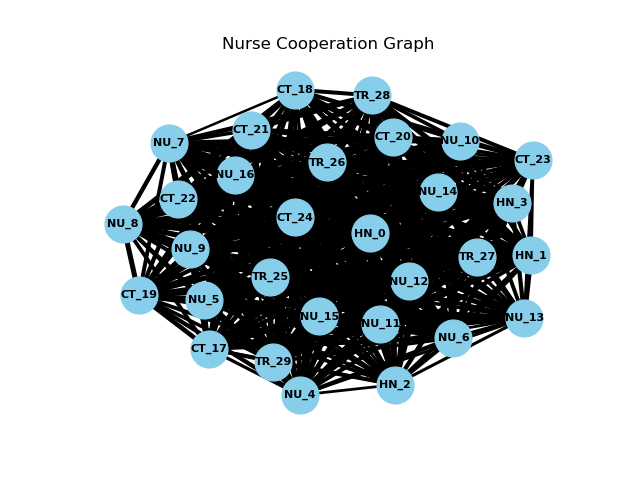 Nurse Cooperation Graph
CT_18
TR_28
CT_21
CT_20
NU_10
NU_7
CT_23
TR_26
NU_16
NU_14
CT_22
HN_3
CT_24
NU_8
HN_0
NU_9
TR_27
HN_1
TR_25
NU_12
CT_19
NU_5
NU_15
NU_13
NU_11
NU_6
CT_17
TR_29
HN_2
NU_4